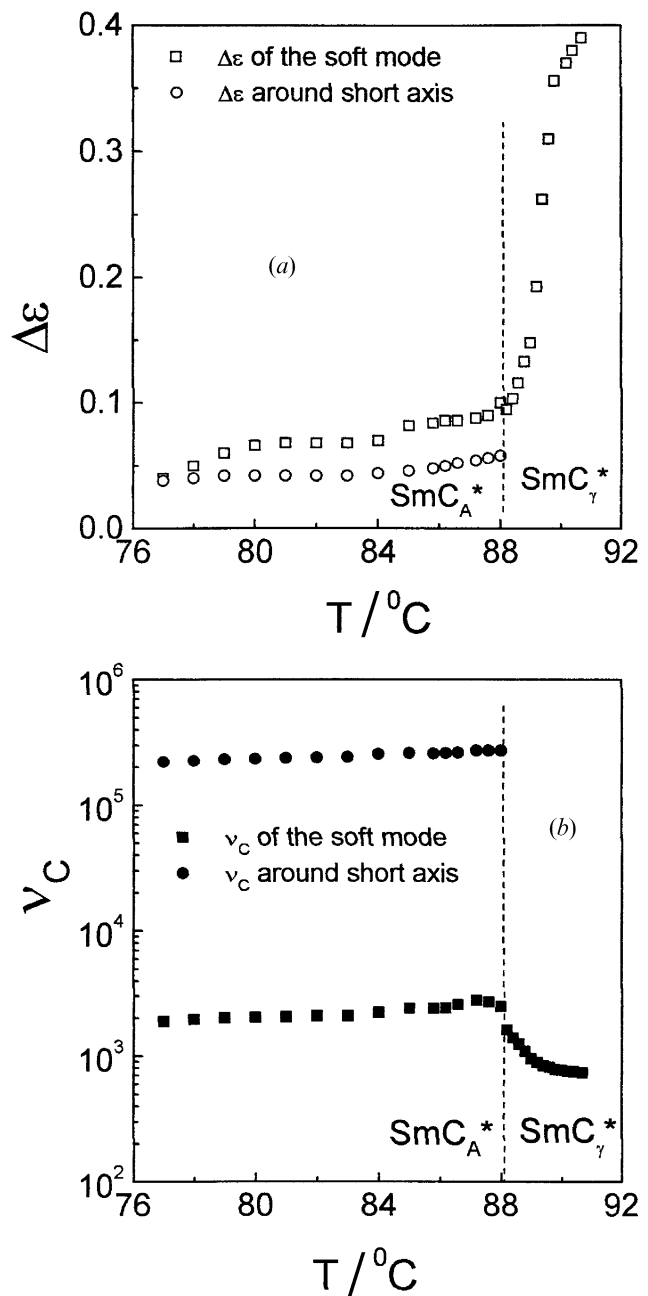 0.4
□ Δε of the soft mode
○ Δε around short axis
0.3
(a)
0.2
Δε
0.1
SmC_A* SmC_γ*
0.0
76 80 84 88 92
T / ⁰C
10⁶
10⁵
■ ν_C of the soft mode (b)
● ν_C around short axis
ν_C
10⁴
10³
SmC_A* SmC_γ*
10²
76 80 84 88 92
T / ⁰C